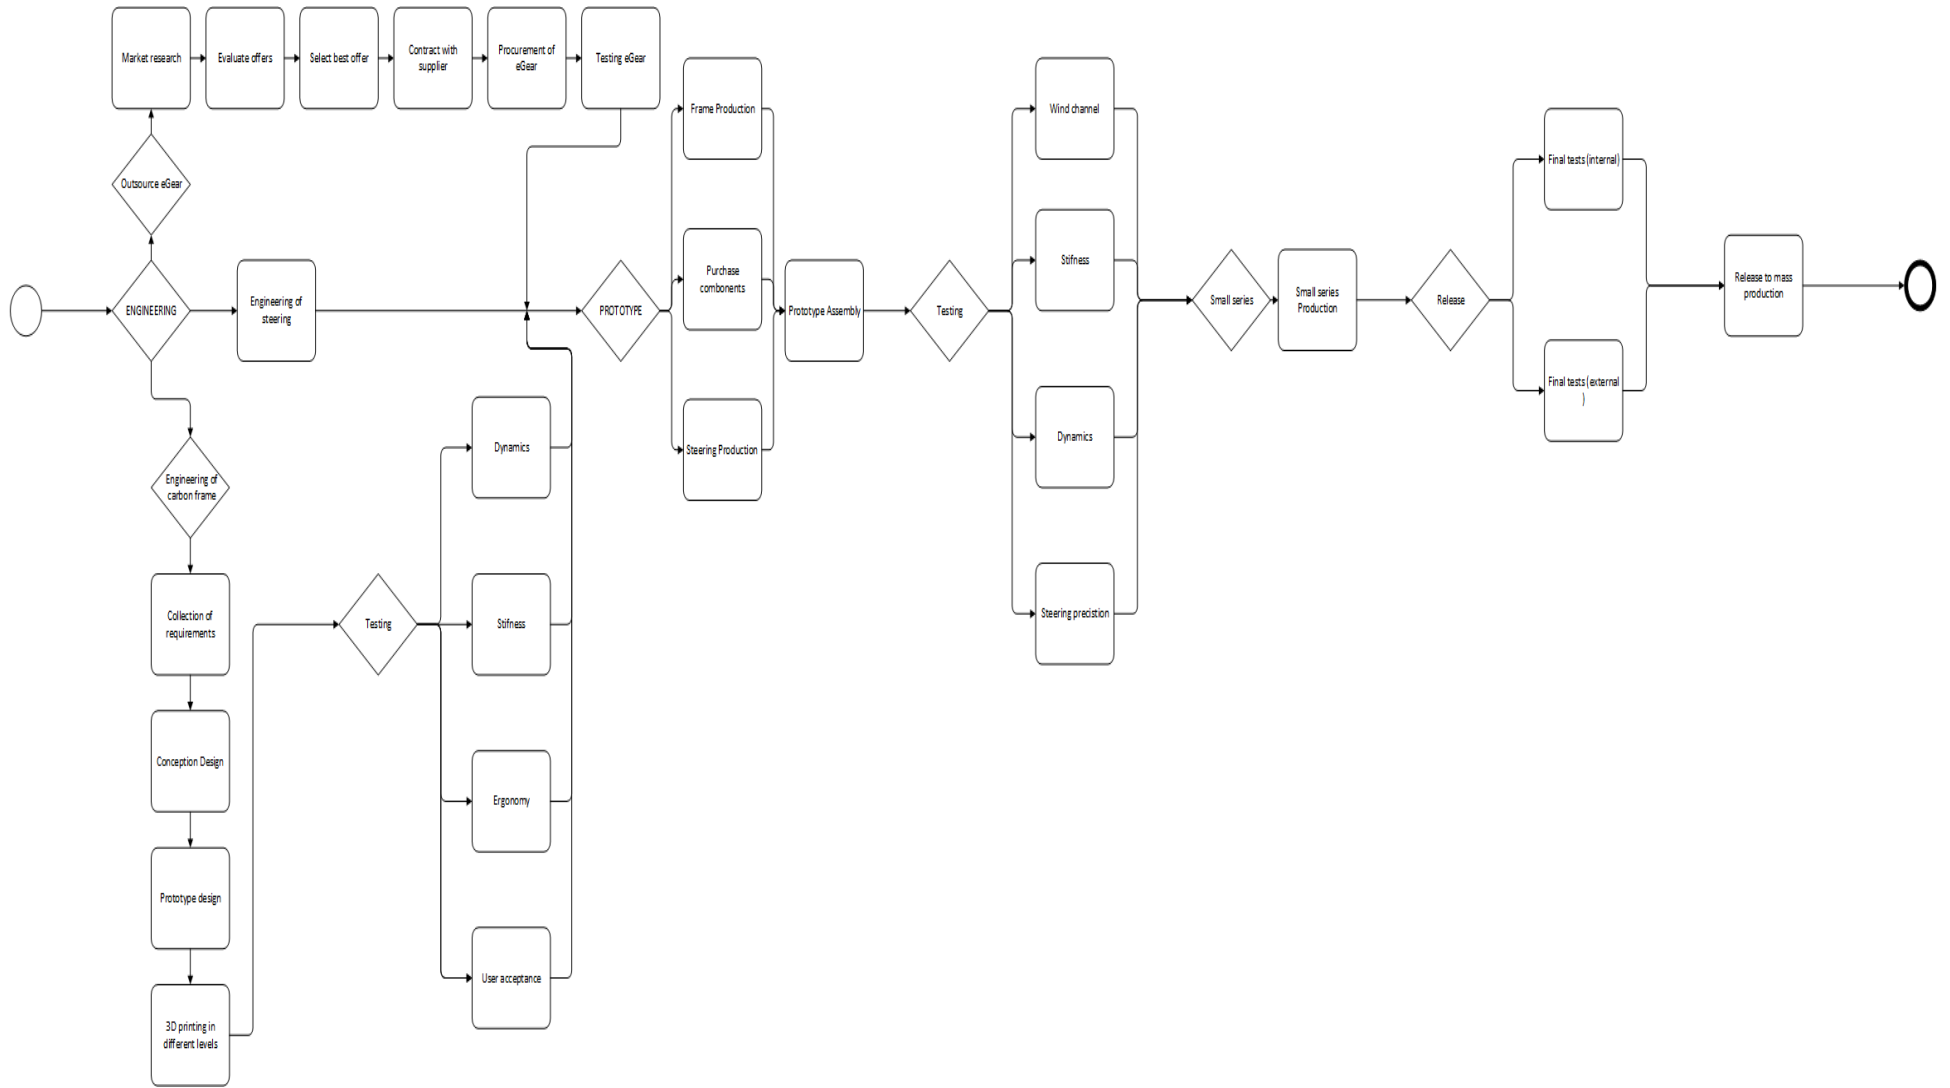 Market research
Evaluate offers
Select best offer
Contract with
supplier
Procurement of
eGear
Testing eGear
Outsource eGear
ENGINEERING
Engineering of
steering
Engineering of
carbon frame
Collection of
requirements
Conception Design
Prototype design
3D printing in
different levels
Testing
Dynamics
Stifness
Ergonomy
User acceptance
PROTOTYPE
Frame Production
Purchase
combonents
Steering Production
Prototype Assembly
Testing
Wind channel
Stifness
Dynamics
Steering precistion
Small series
Small series
Production
Release
Final tests (internal)
Final tests (external
)
Release to mass
production